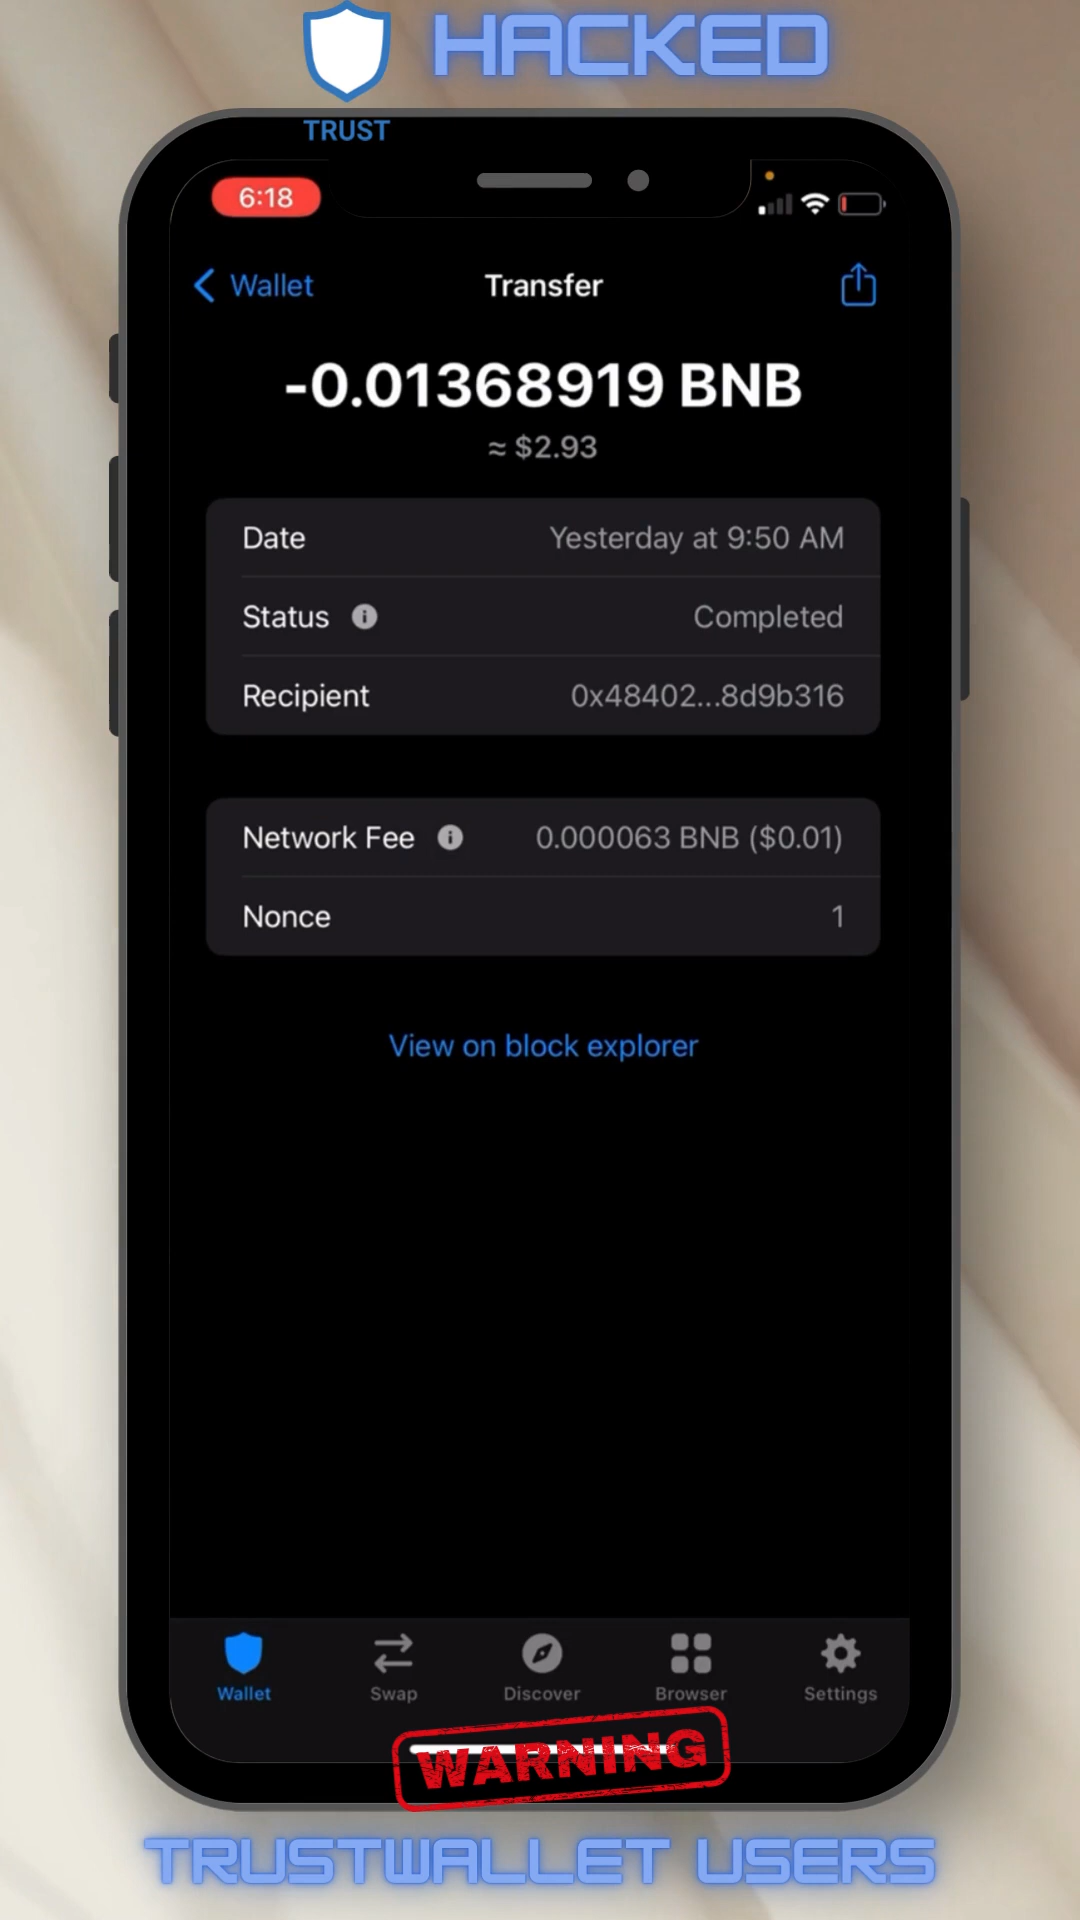 HACKED
TRUST
6:18
Wallet
Transfer
-0.01368919 BNB
≈ $2.93
Date
Yesterday at 9:50 AM
Status
Completed
Recipient
0x48402...8d9b316
Network Fee
0.000063 BNB ($0.01)
Nonce
1
View on block explorer
Wallet
Swap
Discover
Browser
Settings
WARNING
TRUSTWALLET USERS